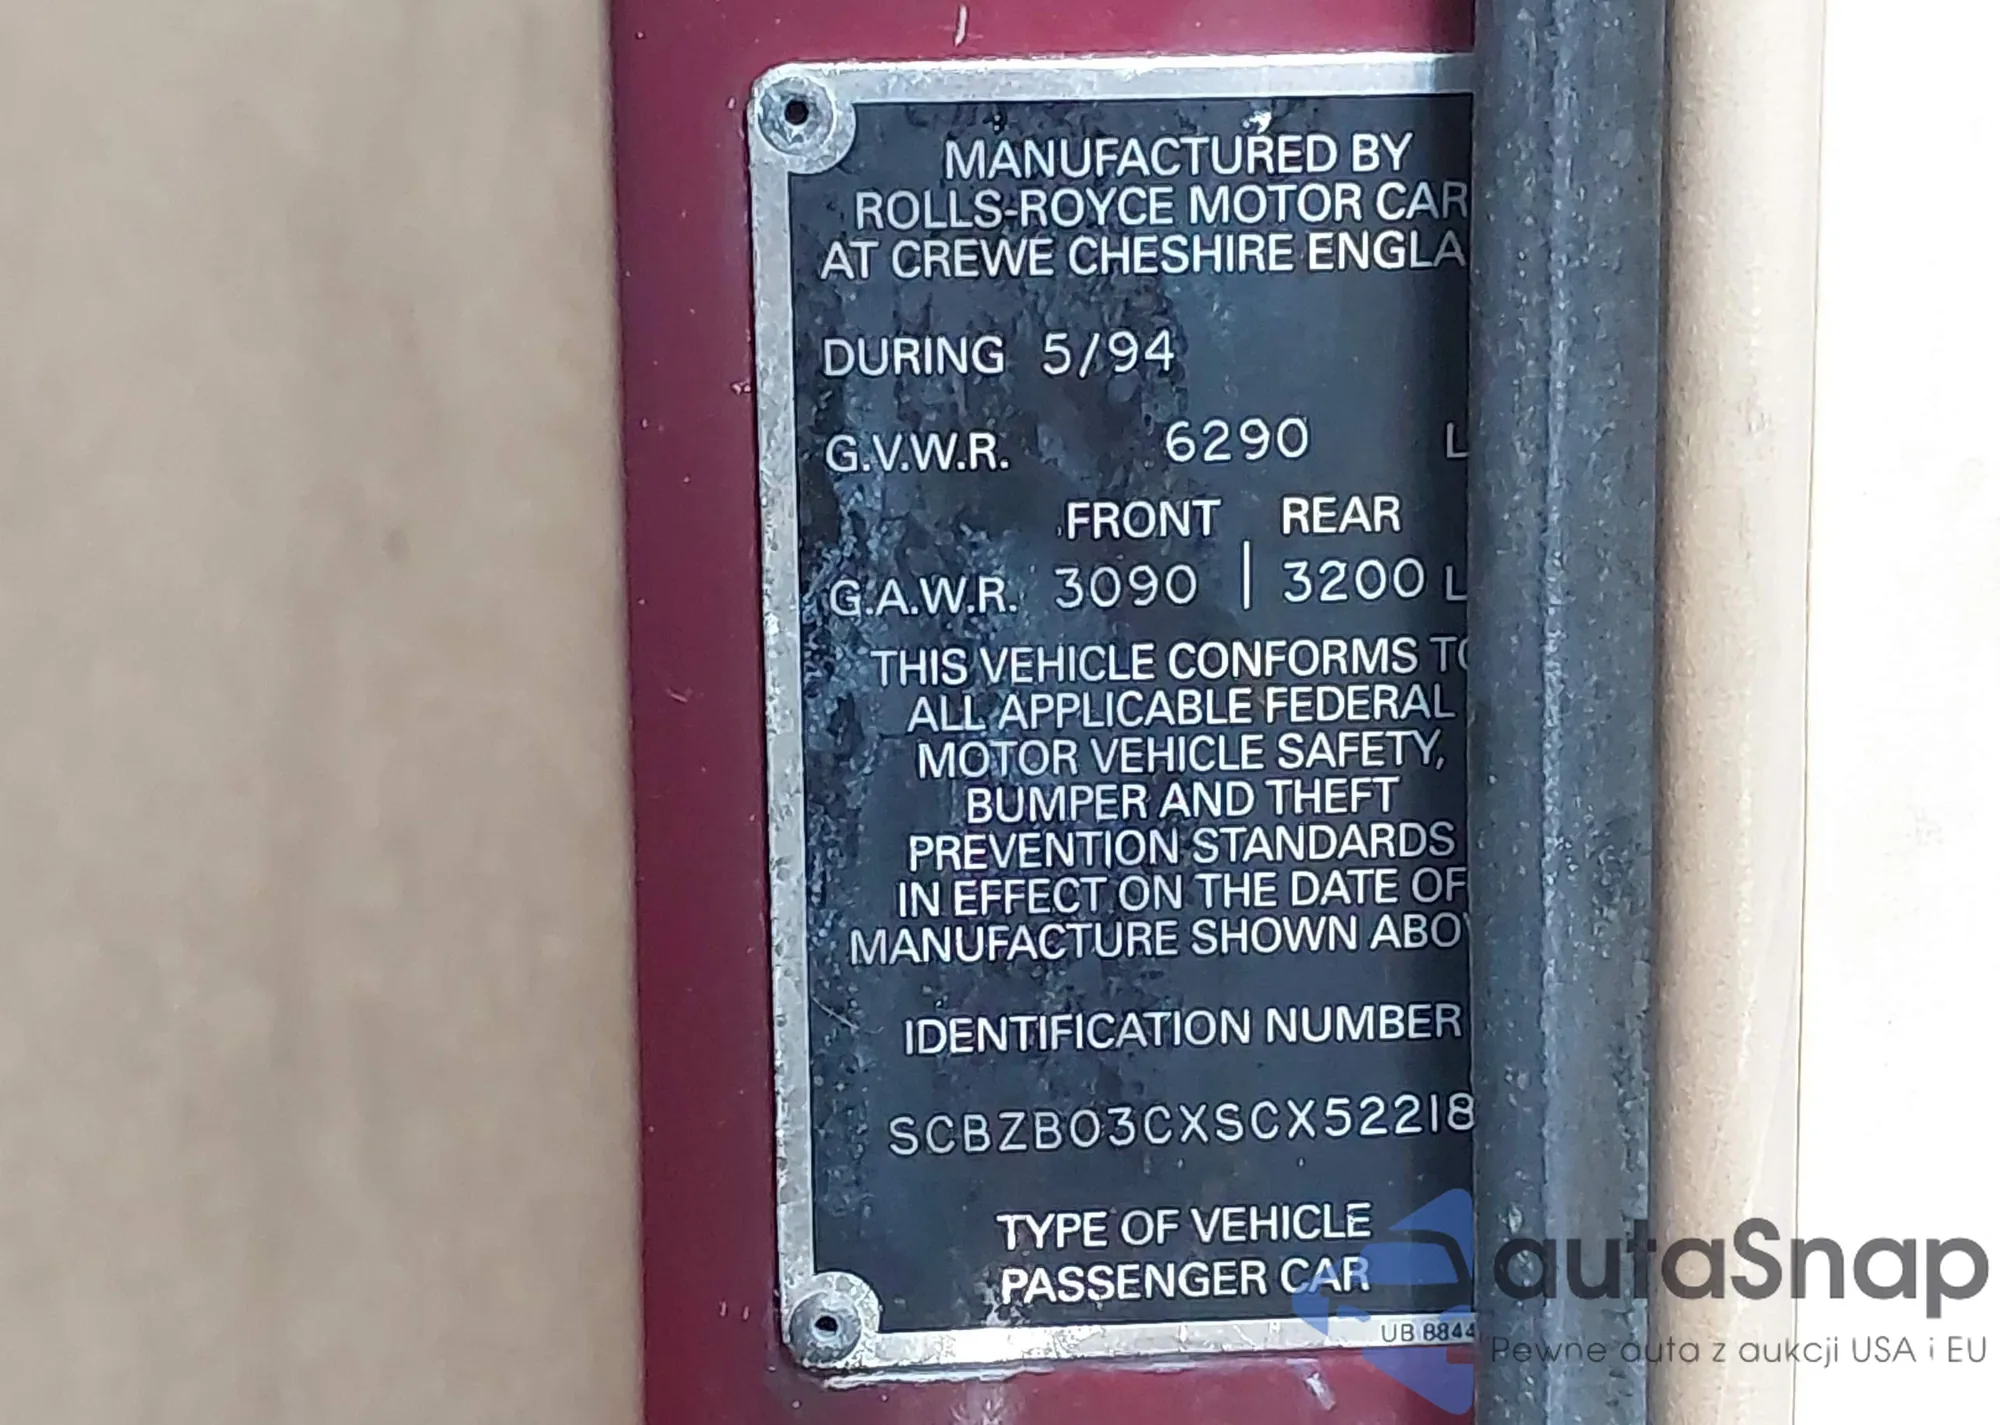 MANUFACTURED BY
ROLLS-ROYCE MOTOR CAR
AT CREWE CHESHIRE ENGLA
DURING 5/94
G.V.W.R. 6290 L
FRONT REAR
G.A.W.R. 3090 | 3200 L
THIS VEHICLE CONFORMS TO
ALL APPLICABLE FEDERAL
MOTOR VEHICLE SAFETY,
BUMPER AND THEFT
PREVENTION STANDARDS
IN EFFECT ON THE DATE OF
MANUFACTURE SHOWN ABOV
IDENTIFICATION NUMBER
SCBZB03CXSCX52218
TYPE OF VEHICLE
PASSENGER CAR
UB 8844
autaSnap
Pewne auta z aukcji USA i EU